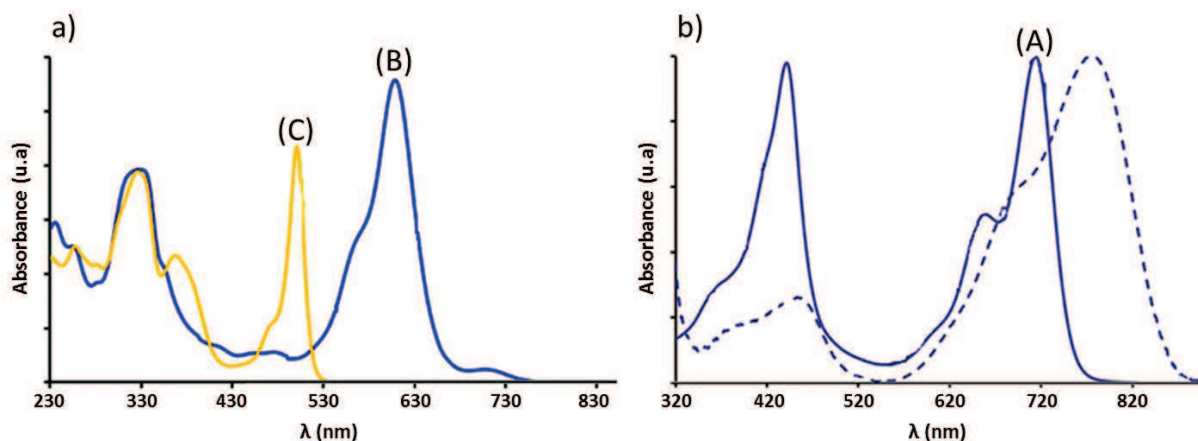 a)
(B)
(C)
Absorbance (u.a)
230 330 430 530 630 730 830
λ (nm)
b)
(A)
Absorbance (u.a)
320 420 520 620 720 820
λ (nm)